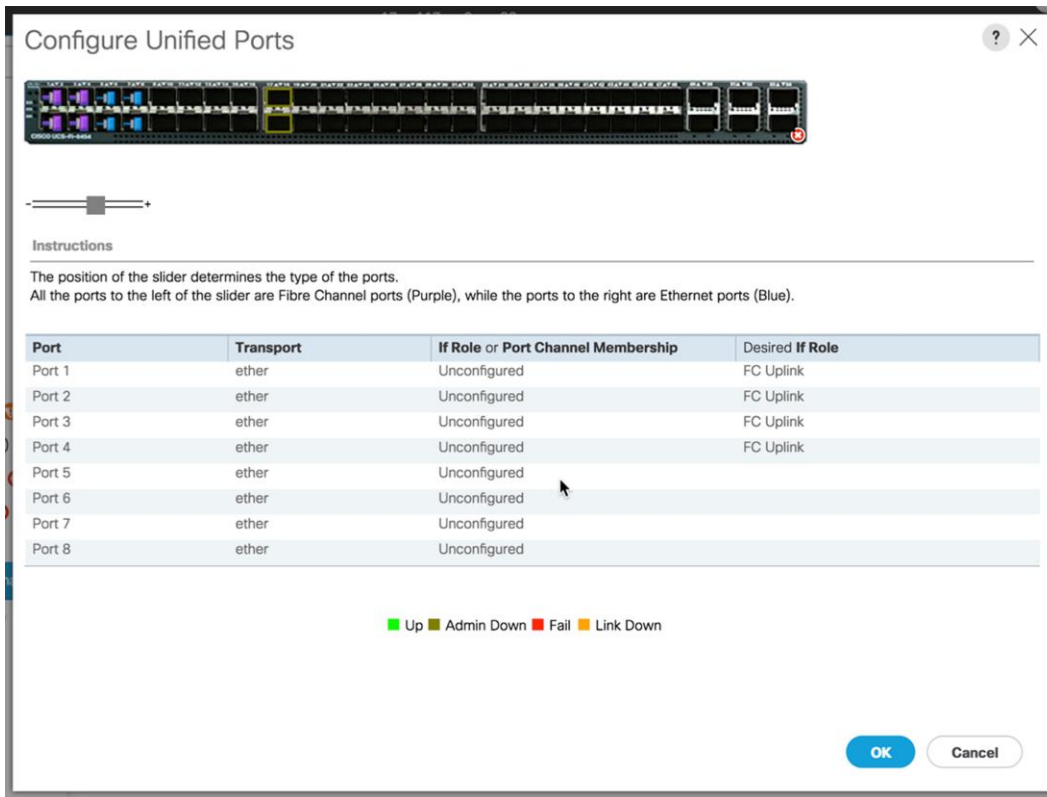 Configure Unified Ports
?
CISCO UCS-FI-6454
- +
Instructions
The position of the slider determines the type of the ports.
All the ports to the left of the slider are Fibre Channel ports (Purple), while the ports to the right are Ethernet ports (Blue).
Port Transport If Role or Port Channel Membership Desired If Role
Port 1 ether Unconfigured FC Uplink
Port 2 ether Unconfigured FC Uplink
Port 3 ether Unconfigured FC Uplink
Port 4 ether Unconfigured FC Uplink
Port 5 ether Unconfigured
Port 6 ether Unconfigured
Port 7 ether Unconfigured
Port 8 ether Unconfigured
Up Admin Down Fail Link Down
OK Cancel